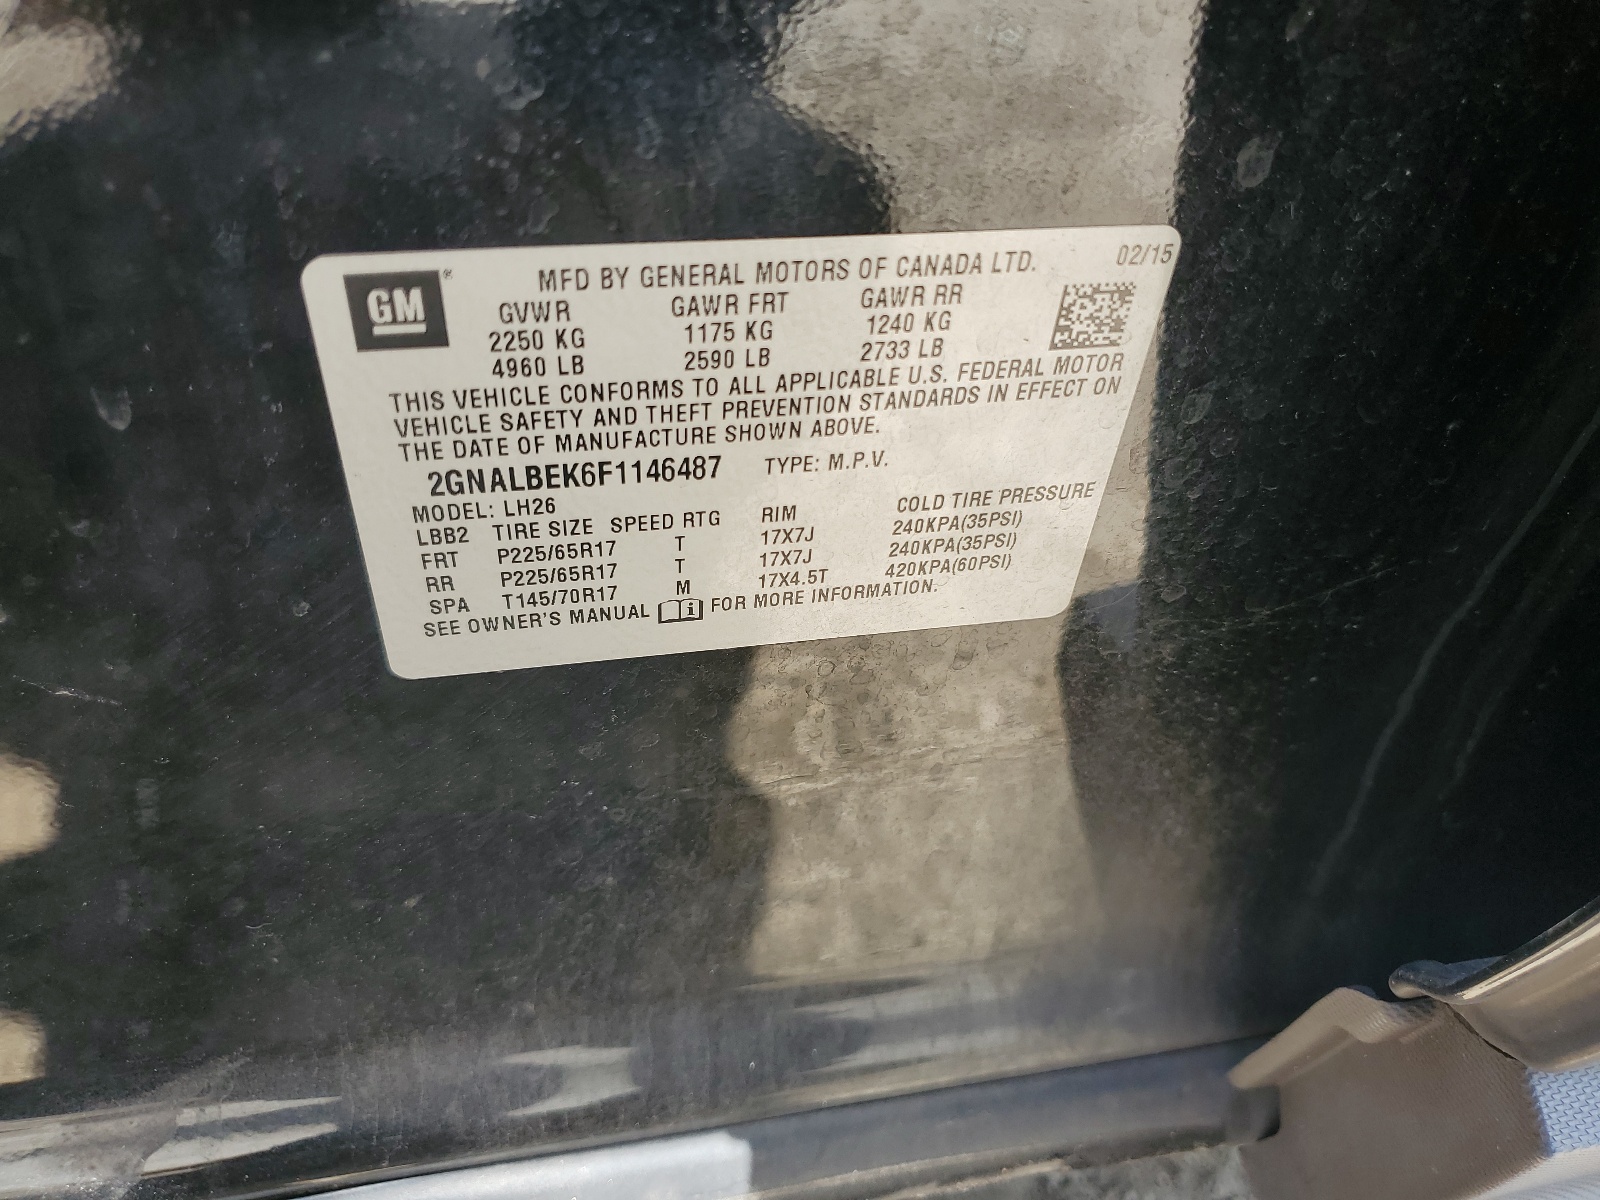 GM ®
MFD BY GENERAL MOTORS OF CANADA LTD. 02/15
GVWR GAWR FRT GAWR RR
2250 KG 1175 KG 1240 KG
4960 LB 2590 LB 2733 LB
THIS VEHICLE CONFORMS TO ALL APPLICABLE U.S. FEDERAL MOTOR
VEHICLE SAFETY AND THEFT PREVENTION STANDARDS IN EFFECT ON
THE DATE OF MANUFACTURE SHOWN ABOVE.
2GNALBEK6F1146487 TYPE: M.P.V.
MODEL: LH26
LBB2 TIRE SIZE SPEED RTG RIM COLD TIRE PRESSURE
FRT P225/65R17 T 17X7J 240KPA(35PSI)
RR P225/65R17 T 17X7J 240KPA(35PSI)
SPA T145/70R17 M 17X4.5T 420KPA(60PSI)
SEE OWNER'S MANUAL i FOR MORE INFORMATION.